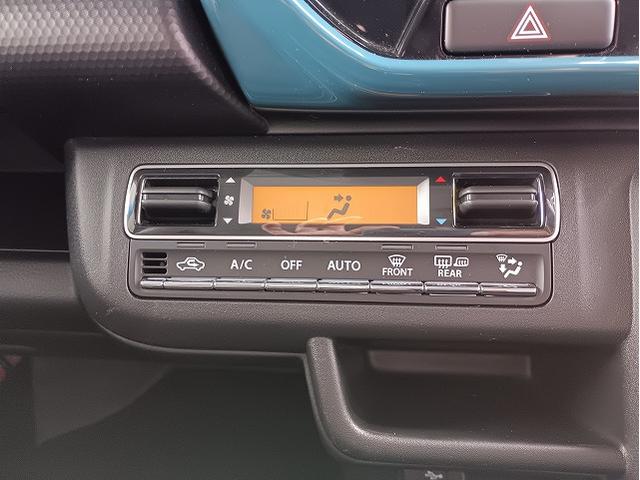 A/C OFF AUTO FRONT REAR